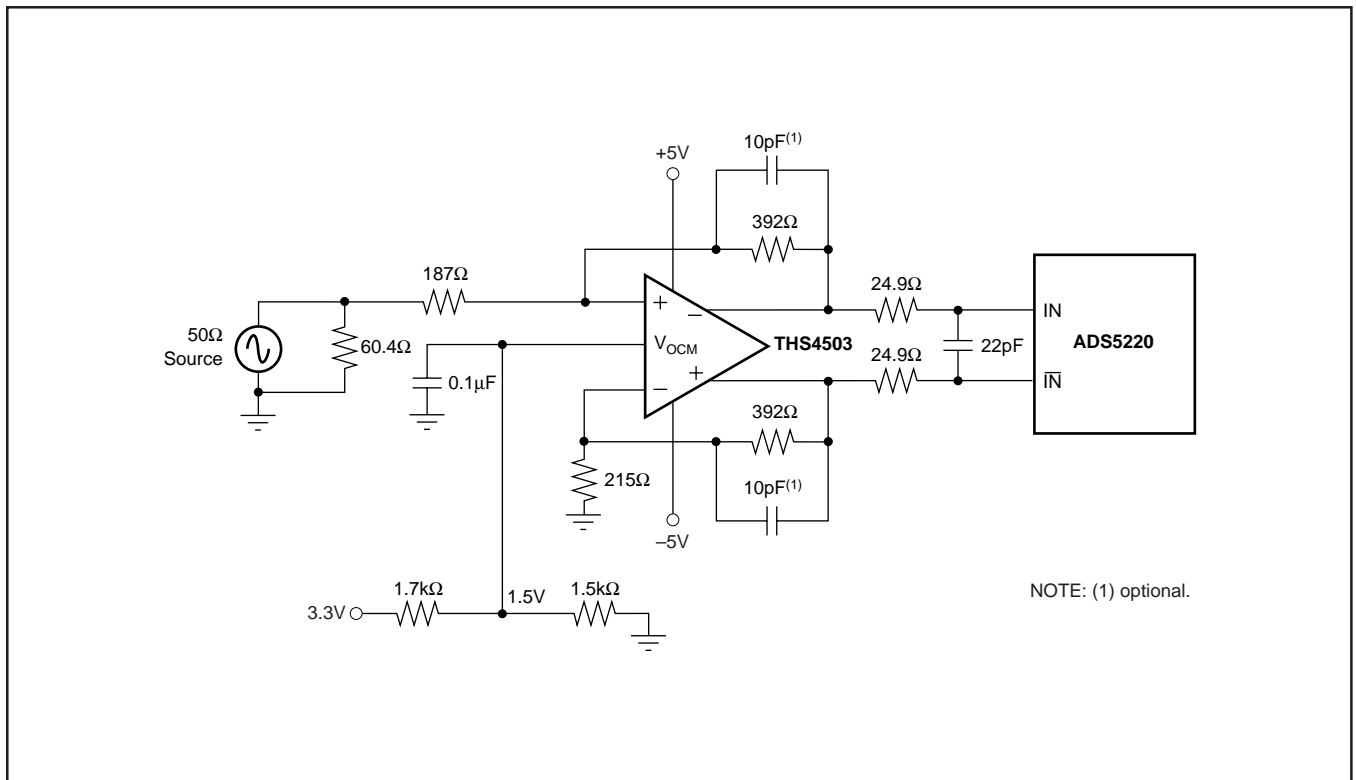 10pF(1)
+5V
392Ω
187Ω
24.9Ω
50Ω
Source
60.4Ω
+
−
VOCM
THS4503
IN
22pF
ADS5220
0.1µF
−
+
24.9Ω
IN
392Ω
215Ω
10pF(1)
−5V
1.7kΩ
1.5V
1.5kΩ
3.3V
NOTE: (1) optional.